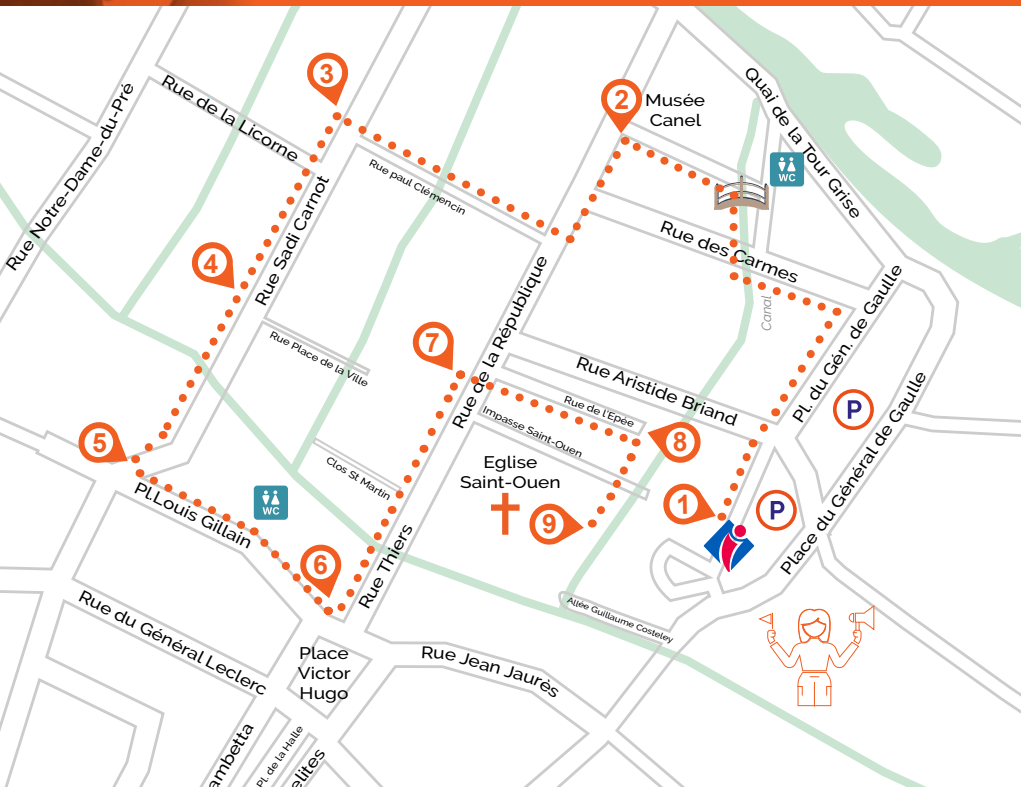 3
2
Musée
Canel
Quai de la Tour Grise
WC
Rue de la Licorne
Rue Notre-Dame-du-Pré
Rue paul Clémencin
Rue Sadi Carnot
4
Rue des Carmes
Canal
Pl. du Gén. de Gaulle
Rue de la République
Rue Place de la Ville
7
Rue Aristide Briand
P
Place du Général de Gaulle
Rue de l'Epée
Impasse Saint-Ouen
8
5
Clos St Martin
Eglise
Saint-Ouen
9
1
P
Pl.Louis Gillain
WC
6
Rue Thiers
Allée Guillaume Costeley
Rue du Général Leclerc
Place
Victor
Hugo
Rue Jean Jaurès
Pl. de la Halle
ambetta
elites